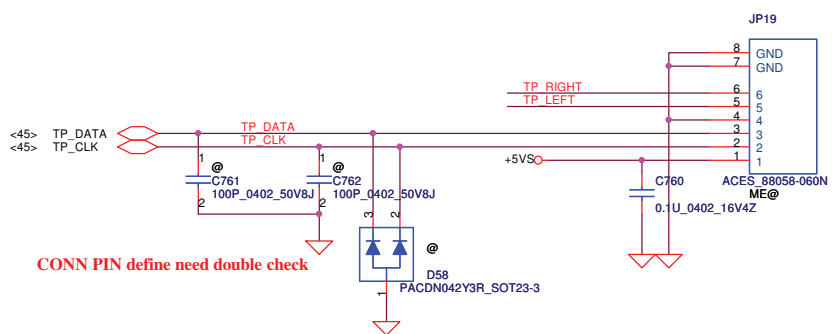 JP19
8 GND
7 GND
TP_RIGHT 6 6
TP_LEFT 5 5
4 4
<45> TP_DATA TP_DATA 3 3
<45> TP_CLK TP_CLK 2 2
+5VS 1 1
1 @ 1 @
C761 C762 C760 ACES_88058-060N
100P_0402_50V8J 100P_0402_50V8J ME@
2 2 0.1U_0402_16V4Z
3 2
@
CONN PIN define need double check
D58
1 PACDN042Y3R_SOT23-3